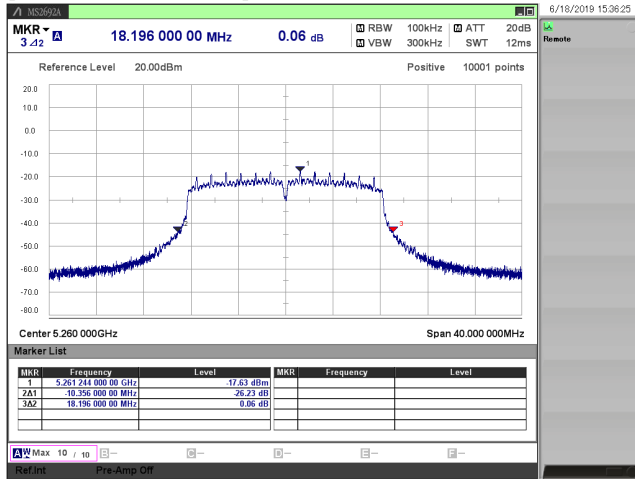 MS2692A
6/18/2019 15:36:25
MKR
3 Δ2
A
18.196 000 00 MHz
0.06 dB
M RBW 100kHz M ATT 20dB
M VBW 300kHz SWT 12ms
Remote
Reference Level 20.00dBm Positive 10001 points
20.0
10.0
0.0
-10.0
-20.0
-30.0
-40.0
-50.0
-60.0
-70.0
-80.0
1
2
3
Center 5.260 000GHz Span 40.000 000MHz
Marker List
MKR Frequency Level MKR Frequency Level
1 5.261 244 000 00 GHz -17.63 dBm
2Δ1 -10.356 000 00 MHz -26.23 dB
3Δ2 18.196 000 00 MHz 0.06 dB
A W Max 10 / 10 B— C— D— E— F—
Ref.Int Pre-Amp Off